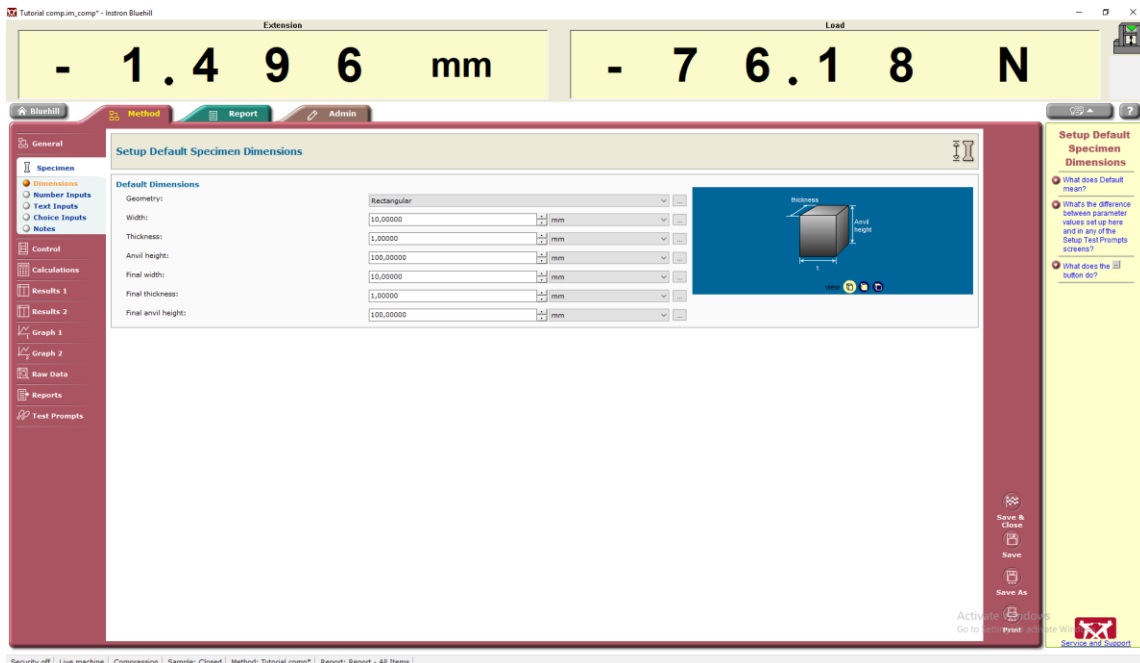 Tutorial comp.im_comp* - Instron Bluehill
Extension
Load
- 1.496 mm
- 76.18 N
Bluehill
Method
Report
Admin
?
General
Specimen
Dimensions
Number Inputs
Text Inputs
Choice Inputs
Notes
Control
Calculations
Results 1
Results 2
Graph 1
Graph 2
Raw Data
Reports
Test Prompts
Setup Default Specimen Dimensions
Default Dimensions
Geometry: Rectangular ...
Width: 10,00000 mm ...
Thickness: 1,00000 mm ...
Anvil height: 100,00000 mm ...
Final width: 10,00000 mm ...
Final thickness: 1,00000 mm ...
Final anvil height: 100,00000 mm ...
thickness
Anvil
height
1
view
Save &
Close
Save
Save As
Print
Setup Default
Specimen
Dimensions
What does Default
mean?
What's the difference
between parameter
values set up here
and in any of the
Setup Test Prompts
screens?
What does the
button do?
Service and Support
Security off Live machine Compression Sample: Closed Method: Tutorial comp* Report: Report - All Items